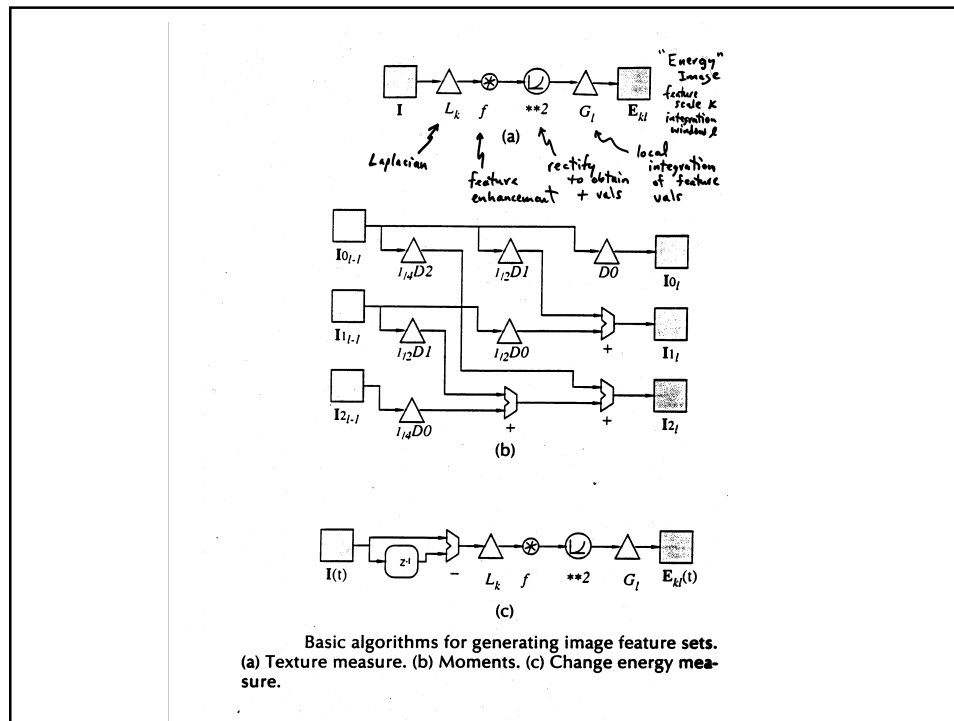 "Energy"
Image
feature
scale k
integration
window l
I
L_k
f
**2
G_l
E_kl
(a)
Laplacian
feature
enhancement
rectify
to obtain
+ vals
local
integration
of feature
vals
I0_l-1
1/4D2
1/2D1
D0
I0_l
I1_l-1
1/2D1
1/2D0
+
I1_l
I2_l-1
1/4D0
+
+
I2_l
(b)
I(t)
z-1
−
L_k
f
**2
G_l
E_kl(t)
(c)
Basic algorithms for generating image feature sets.
(a) Texture measure. (b) Moments. (c) Change energy mea-
sure.